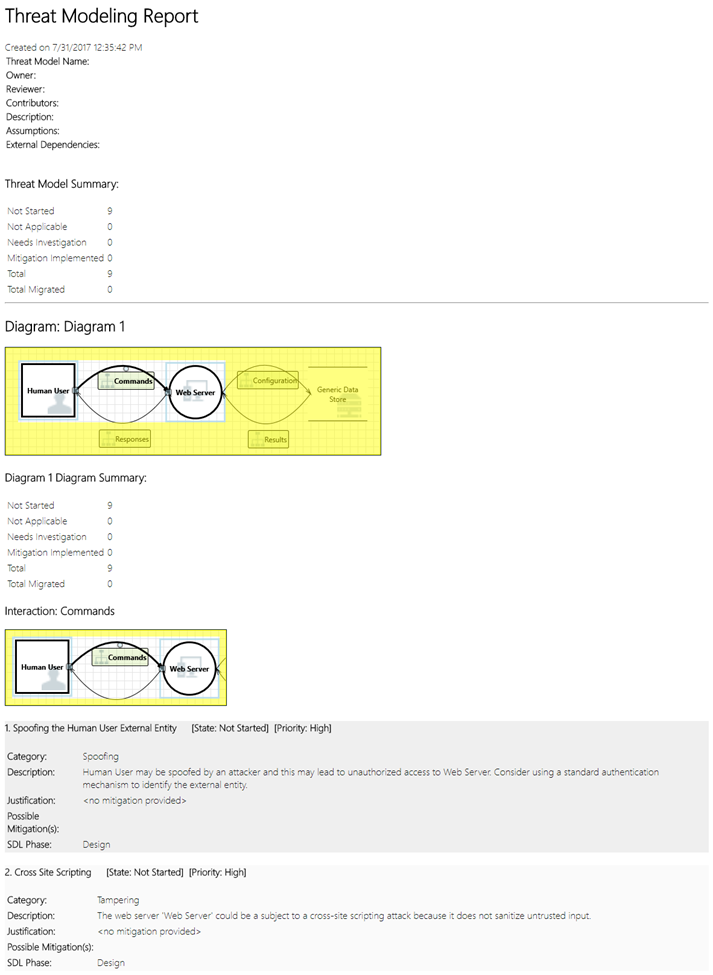 Threat Modeling Report
Created on 7/31/2017 12:35:42 PM
Threat Model Name:
Owner:
Reviewer:
Contributors:
Description:
Assumptions:
External Dependencies:
Threat Model Summary:
Not Started 9
Not Applicable 0
Needs Investigation 0
Mitigation Implemented 0
Total 9
Total Migrated 0
Diagram: Diagram 1
Human User
Commands
Web Server
Configuration
Generic Data
Store
Responses
Results
Diagram 1 Diagram Summary:
Not Started 9
Not Applicable 0
Needs Investigation 0
Mitigation Implemented 0
Total 9
Total Migrated 0
Interaction: Commands
Human User
Commands
Web Server
1. Spoofing the Human User External Entity [State: Not Started] [Priority: High]
Category: Spoofing
Description: Human User may be spoofed by an attacker and this may lead to unauthorized access to Web Server. Consider using a standard authentication
mechanism to identify the external entity.
Justification: <no mitigation provided>
Possible
Mitigation(s):
SDL Phase: Design
2. Cross Site Scripting [State: Not Started] [Priority: High]
Category: Tampering
Description: The web server 'Web Server' could be a subject to a cross-site scripting attack because it does not sanitize untrusted input.
Justification: <no mitigation provided>
Possible Mitigation(s):
SDL Phase: Design